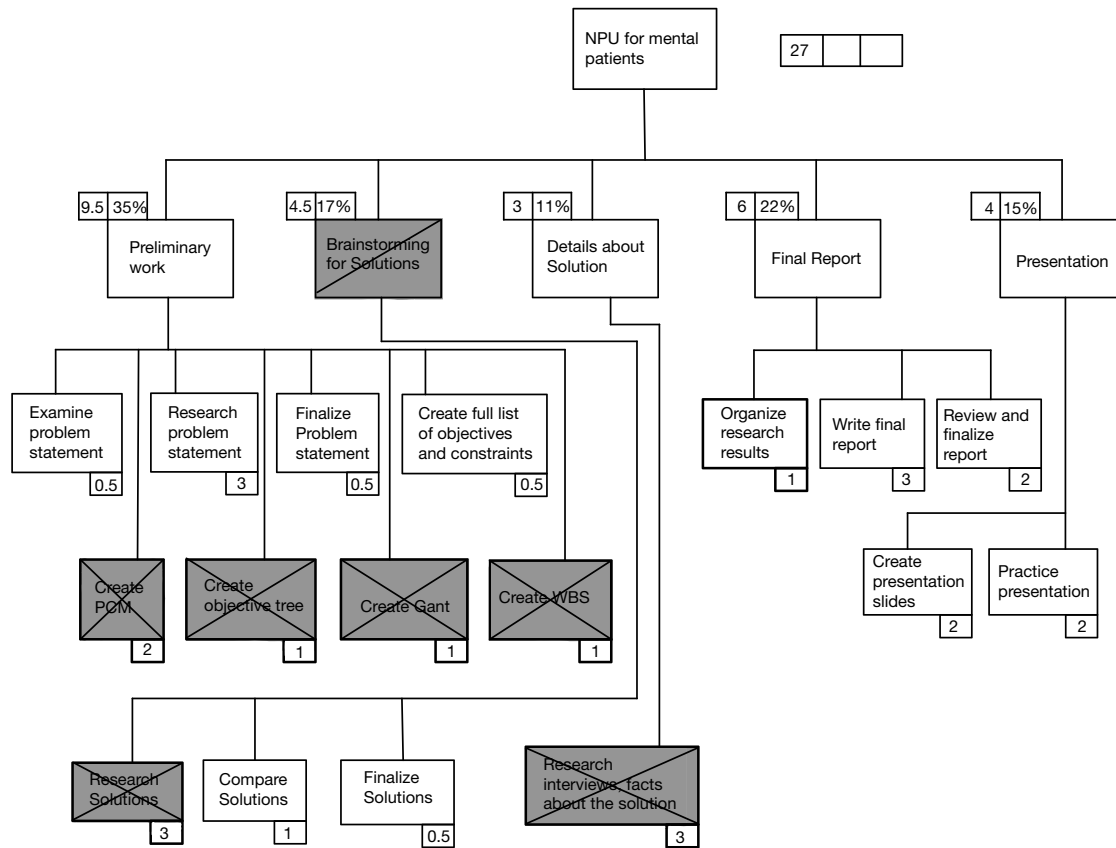 NPU for mental
patients
27
9.5 35%
Preliminary
work
4.5 17%
Brainstorming
for Solutions
3 11%
Details about
Solution
6 22%
Final Report
4 15%
Presentation
Examine
problem
statement
0.5
Research
problem
statement
3
Finalize
Problem
statement
0.5
Create full list
of objectives
and constraints
0.5
Organize
research
results
1
Write final
report
3
Review and
finalize
report
2
Create
PCM
2
Create
objective tree
1
Create Gant
1
Create WBS
1
Create
presentation
slides
2
Practice
presentation
2
Research
Solutions
3
Compare
Solutions
1
Finalize
Solutions
0.5
Research
interviews, facts
about the solution
3